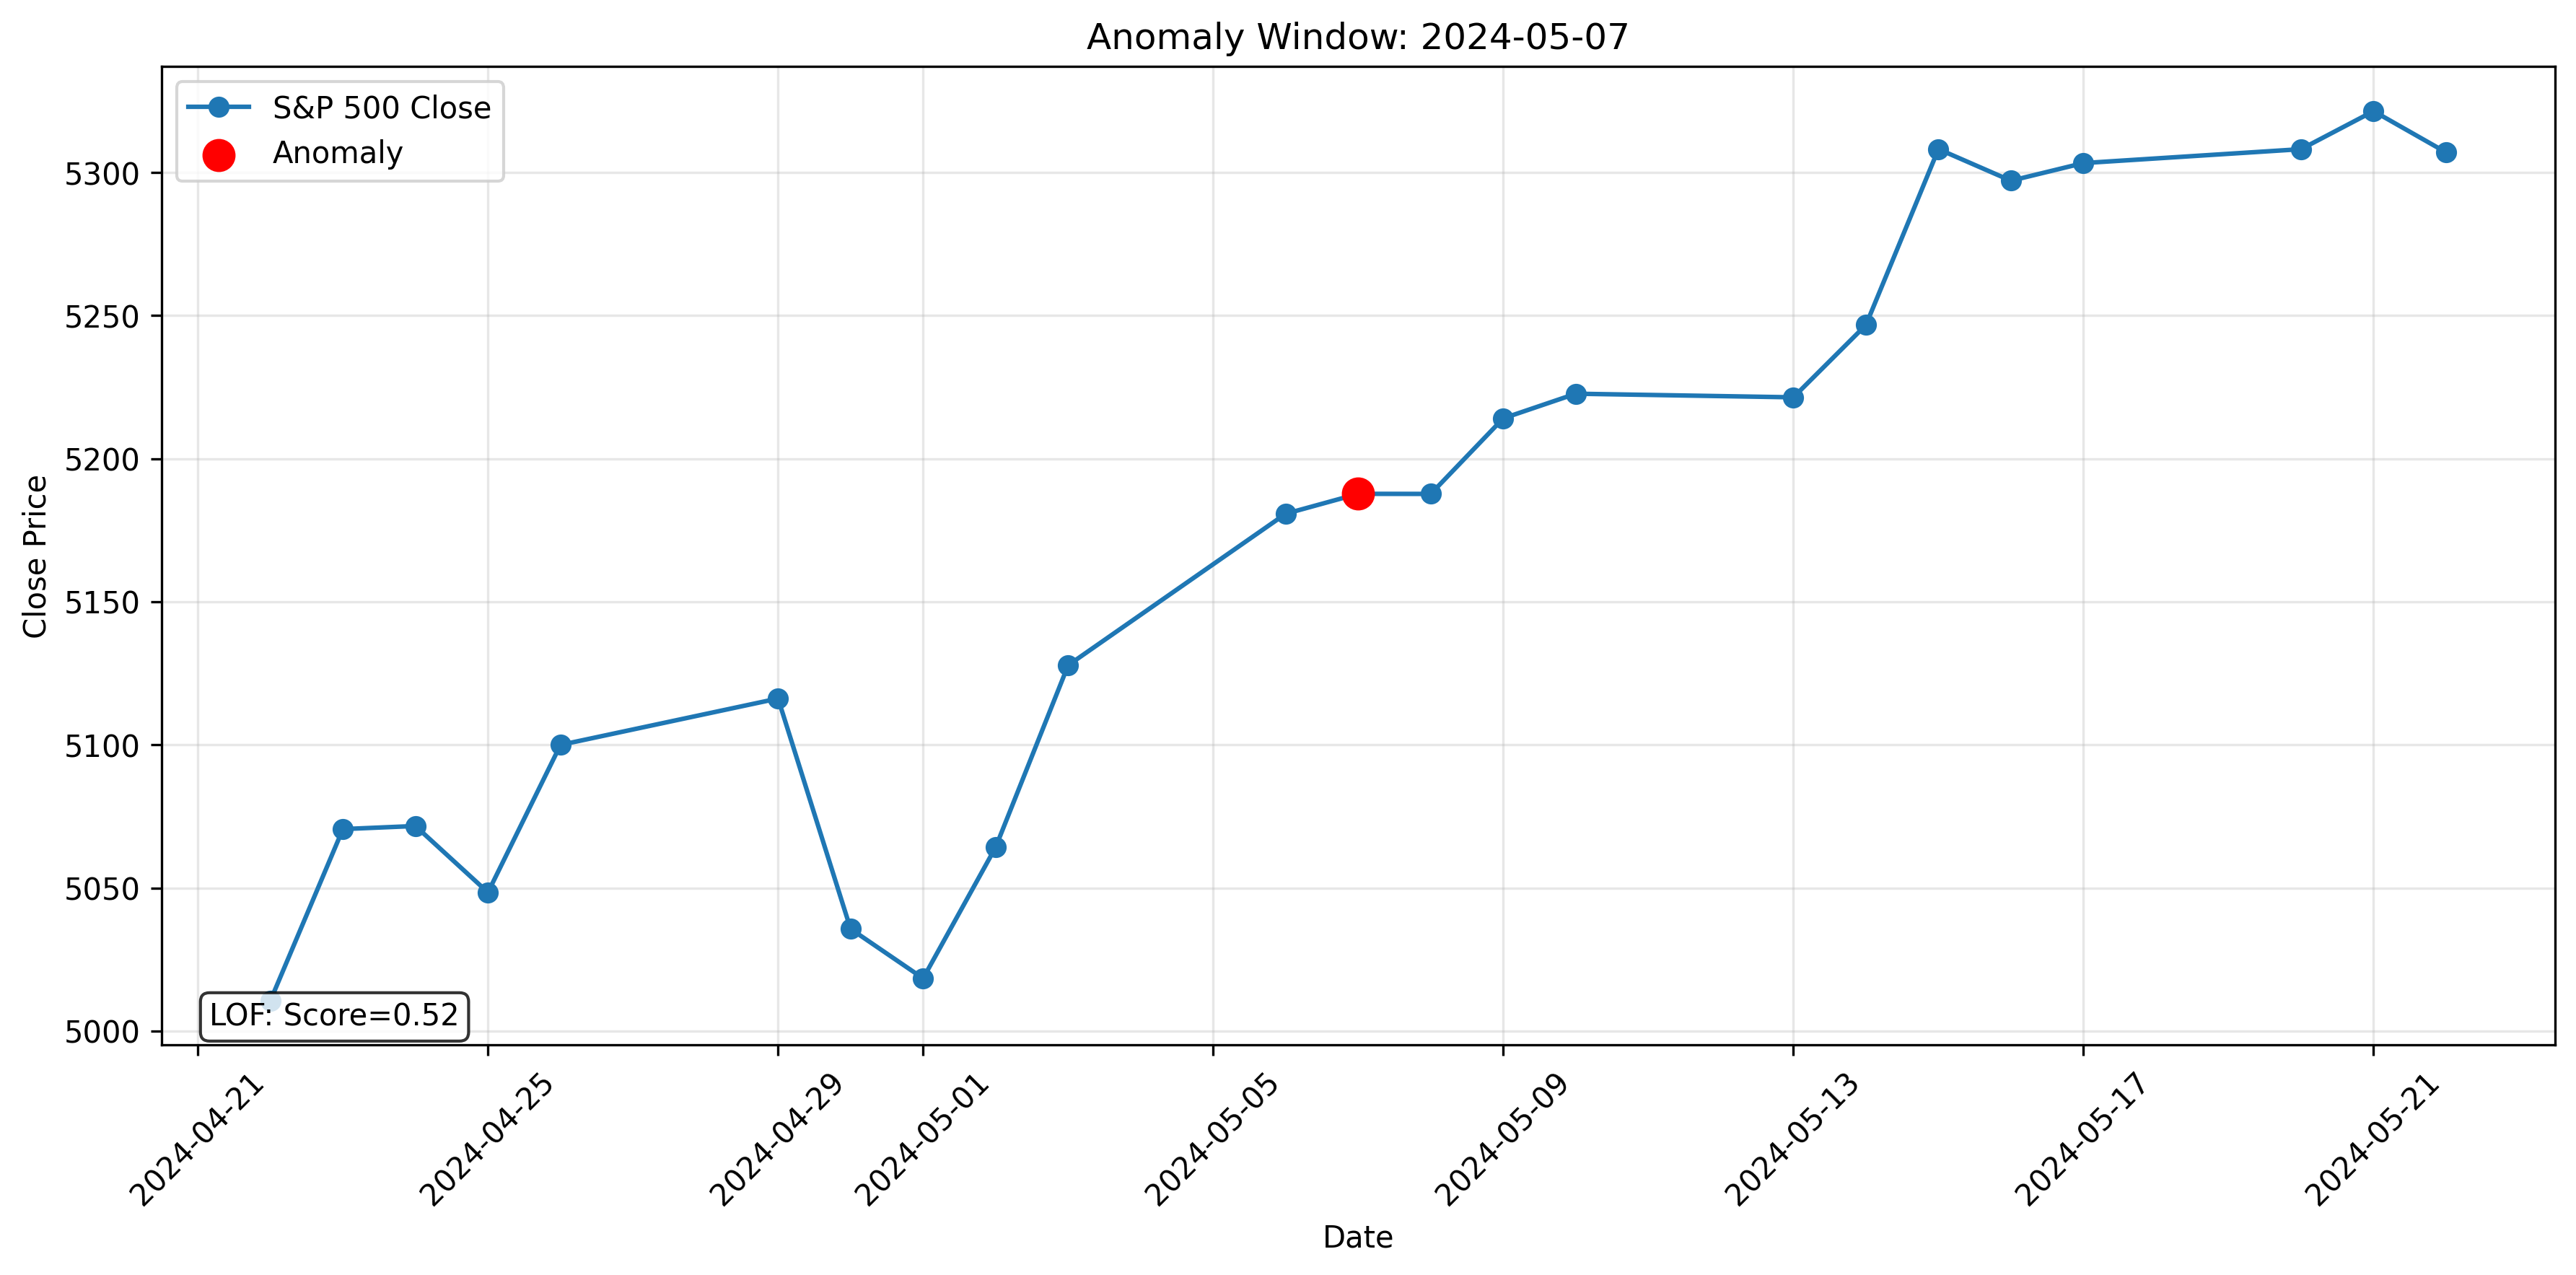 Anomaly Window: 2024-05-07
S&P 500 Close
Anomaly
5300
5250
5200
5150
5100
5050
5000
Close Price
LOF: Score=0.52
2024-04-21
2024-04-25
2024-04-29
2024-05-01
2024-05-05
2024-05-09
2024-05-13
2024-05-17
2024-05-21
Date